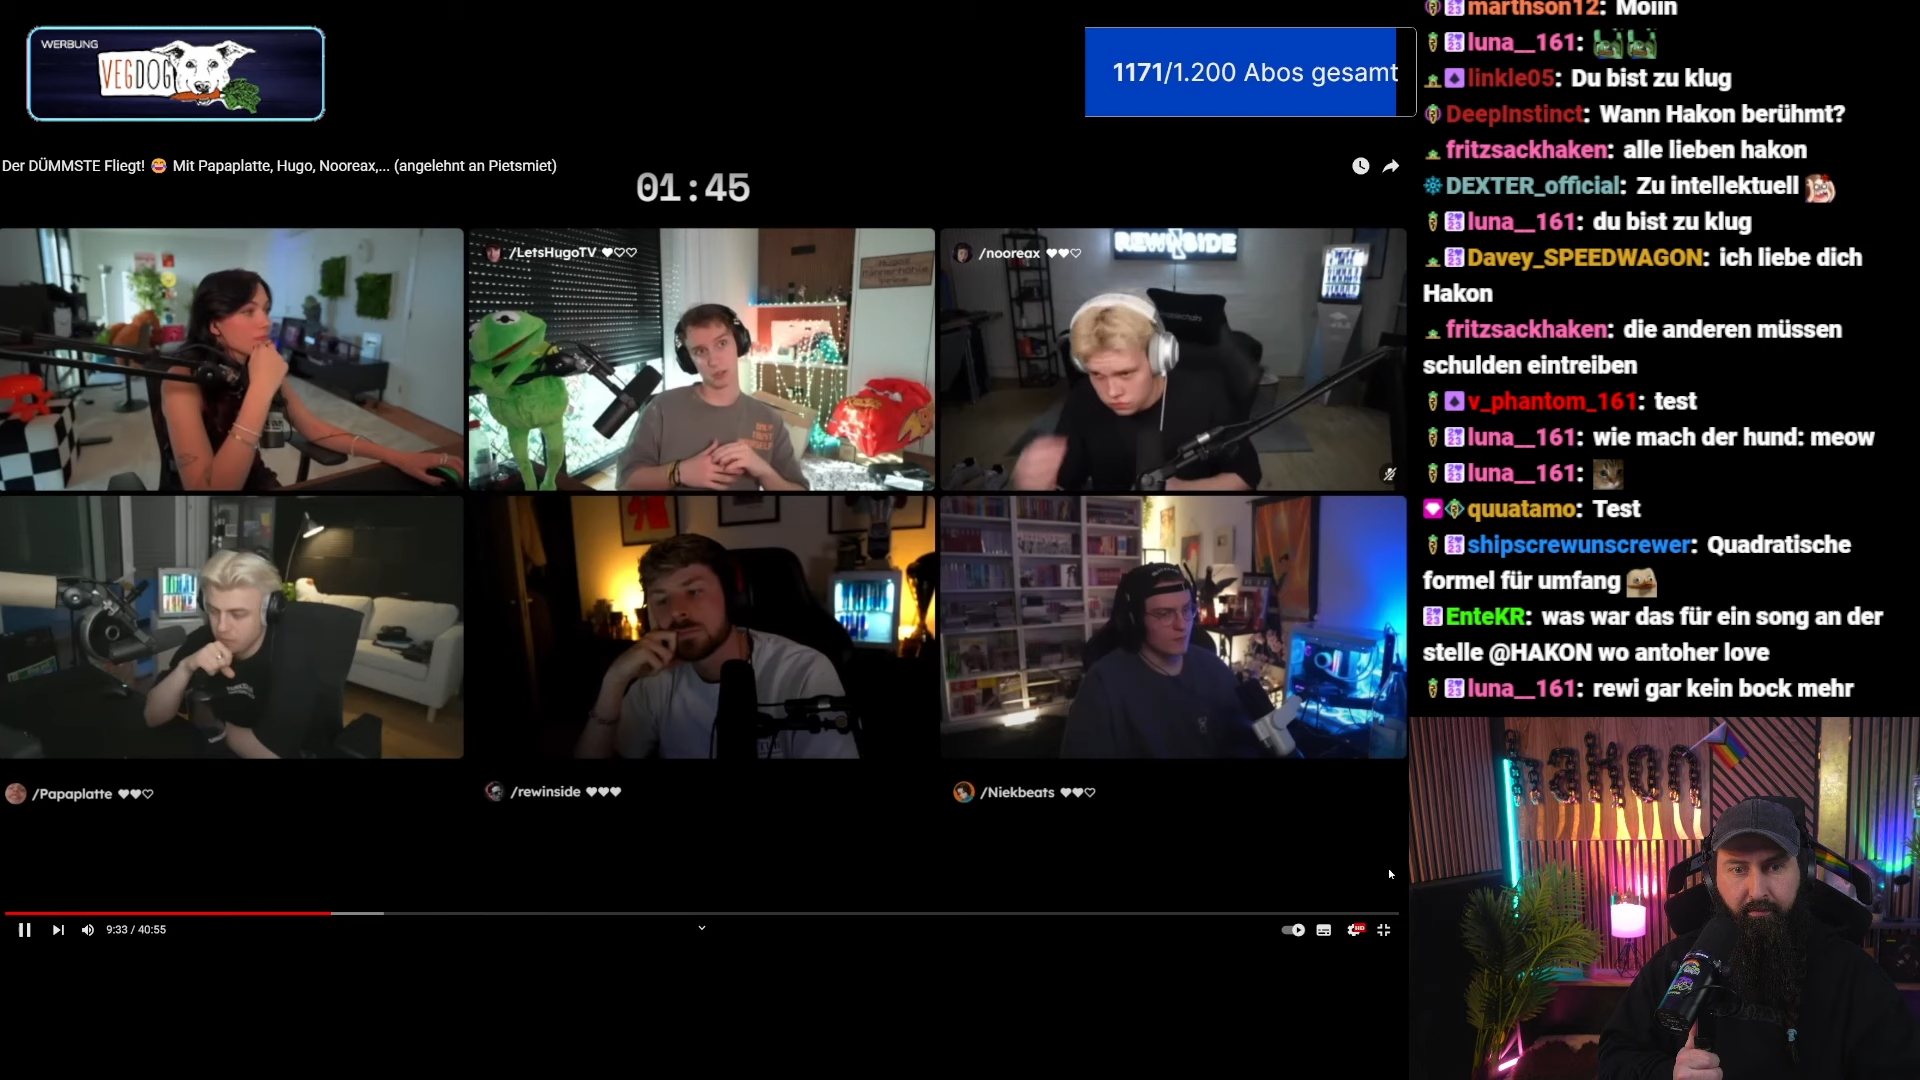 WERBUNG
VEGDOG
1171/1.200 Abos gesamt
Der DÜMMSTE Fliegt! 😂 Mit Papaplatte, Hugo, Nooreax,... (angelehnt an Pietsmiet)
01:45
/LetsHugoTV ♥♡♡
/nooreax ♥♥♡
REWINSIDE
/Papaplatte ♥♥♡
/rewinside ♥♥♥
/Niekbeats ♥♥♡
9:33 / 40:55
HD
marthson12: Moiin
luna__161:
linkle05: Du bist zu klug
DeepInstinct: Wann Hakon berühmt?
fritzsackhaken: alle lieben hakon
DEXTER_official: Zu intellektuell
luna__161: du bist zu klug
Davey_SPEEDWAGON: ich liebe dich
Hakon
fritzsackhaken: die anderen müssen
schulden eintreiben
v_phantom_161: test
luna__161: wie mach der hund: meow
luna__161:
quuatamo: Test
shipscrewunscrewer: Quadratische
formel für umfang
EnteKR: was war das für ein song an der
stelle @HAKON wo antoher love
luna__161: rewi gar kein bock mehr
hakon